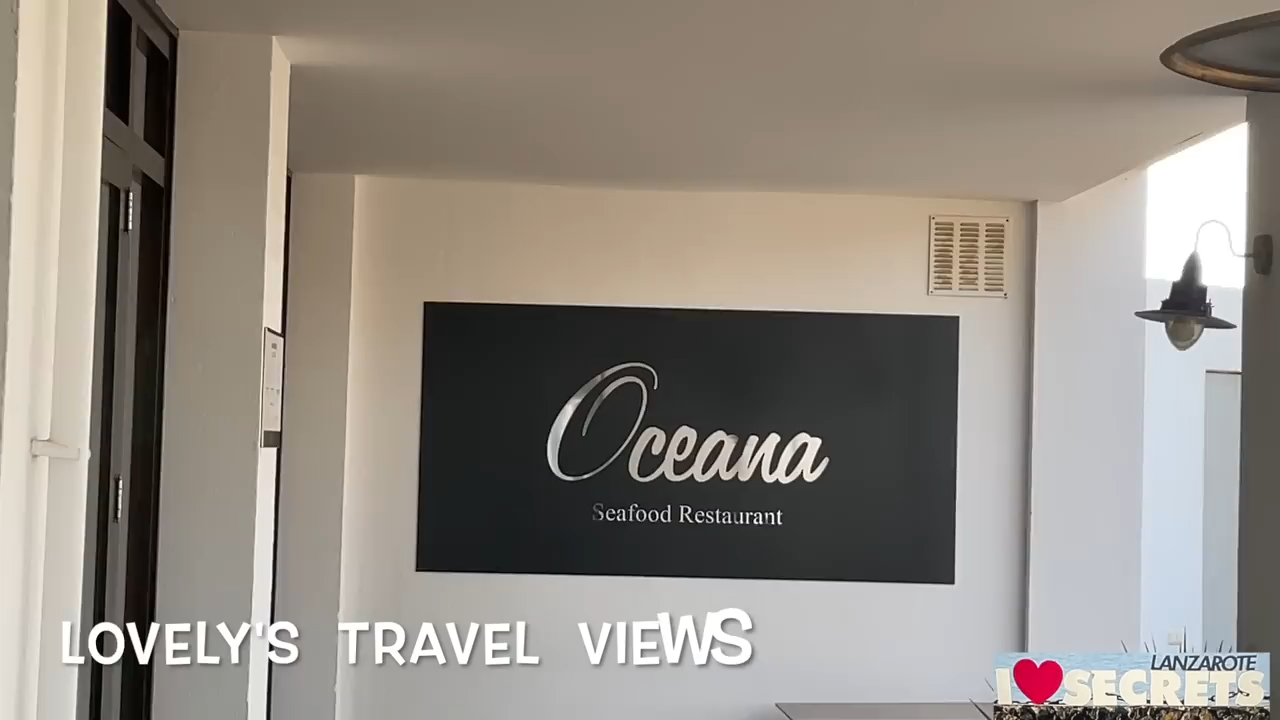 Oceana
Seafood Restaurant
LOVELY'S TRAVEL VIEWS
LANZAROTE
I ♥ SECRETS